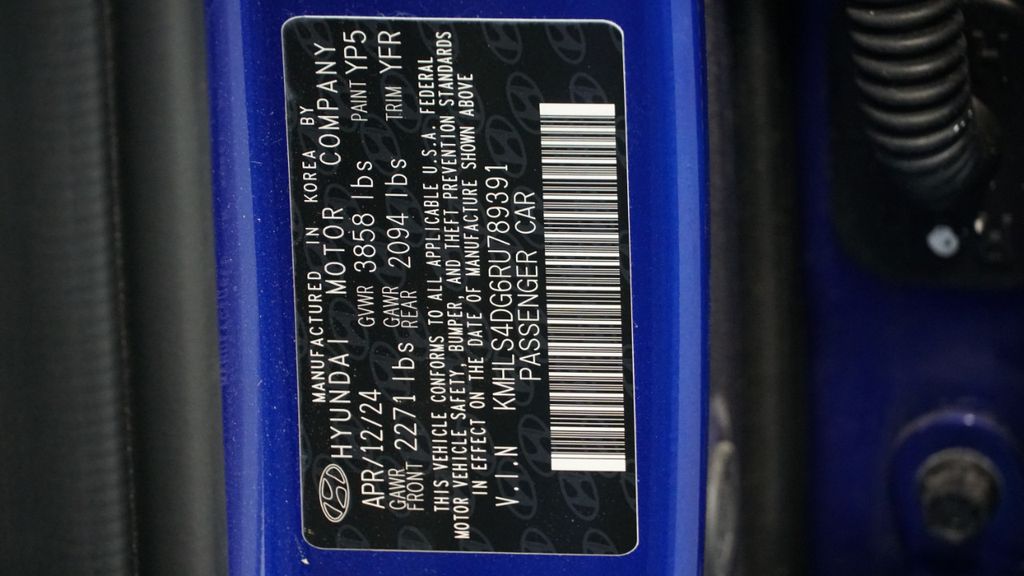 MANUFACTURED IN KOREA BY
HYUNDAI MOTOR COMPANY
APR/12/24 GVWR 3858 lbs PAINT YP5
GAWR FRONT 2271 lbs GAWR REAR 2094 lbs TRIM YFR
THIS VEHICLE CONFORMS TO ALL APPLICABLE U.S.A. FEDERAL
MOTOR VEHICLE SAFETY, BUMPER, AND THEFT PREVENTION STANDARDS
IN EFFECT ON THE DATE OF MANUFACTURE SHOWN ABOVE
V.I.N KMHLS4DG6RU789391
PASSENGER CAR